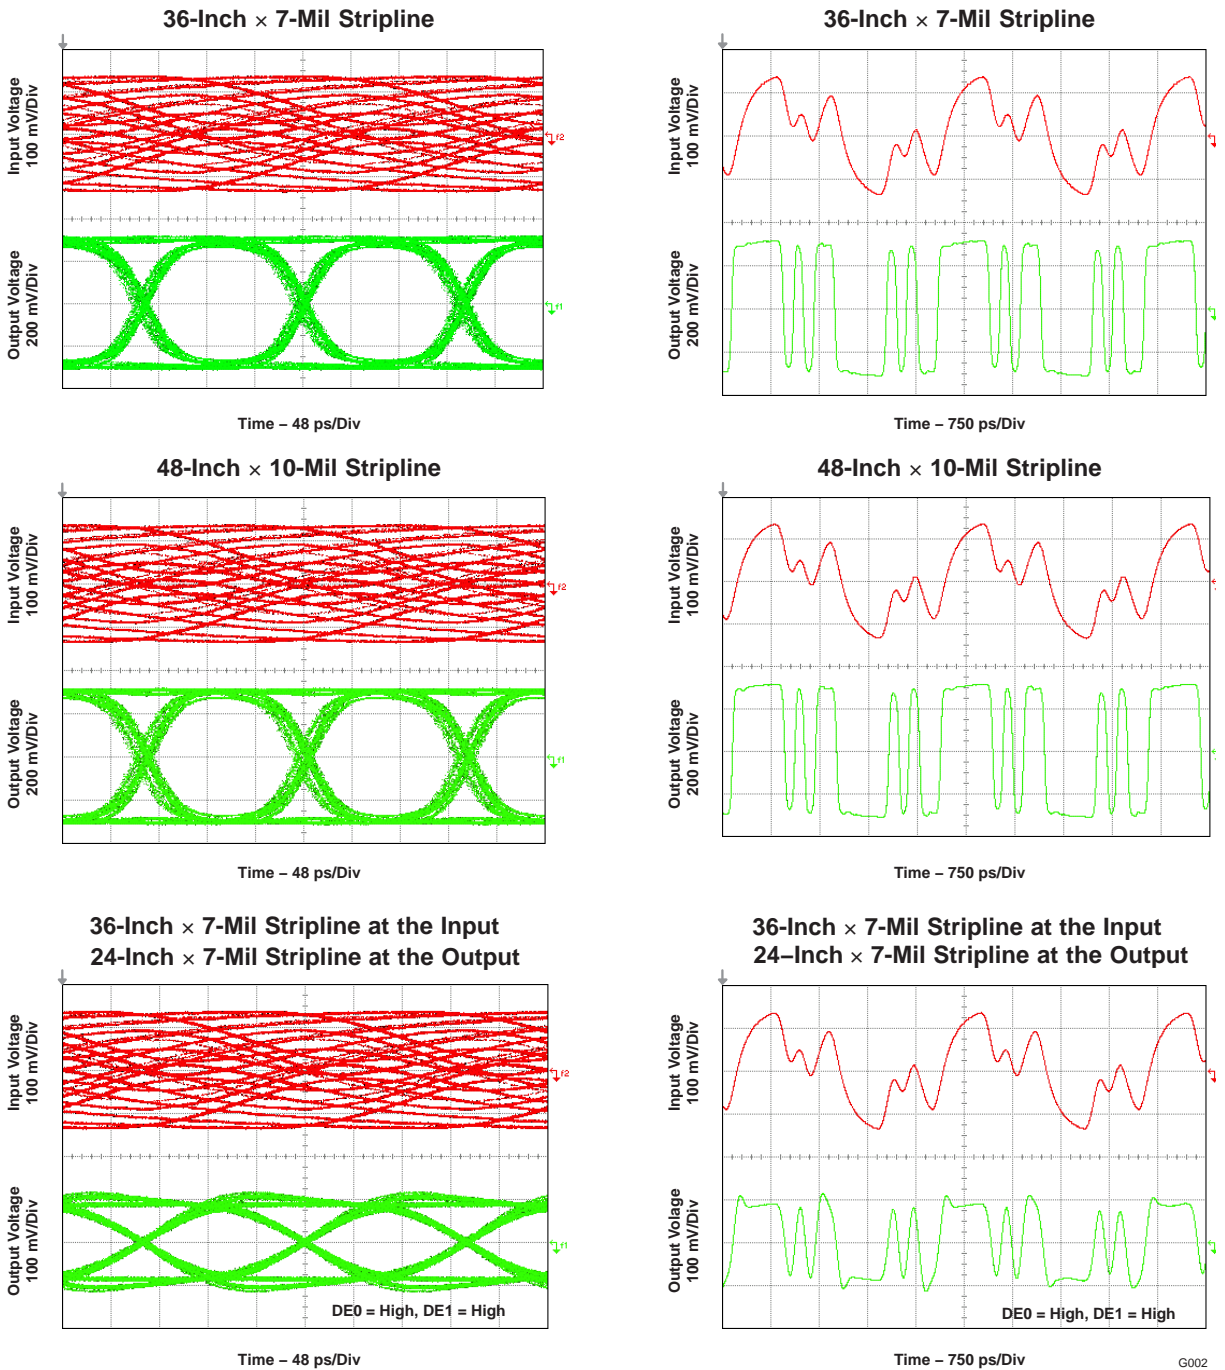 36-Inch × 7-Mil Stripline
Input Voltage
100 mV/Div
f2
Output Voltage
200 mV/Div
f1
Time – 48 ps/Div
36-Inch × 7-Mil Stripline
Input Voltage
100 mV/Div
Output Voltage
200 mV/Div
Time – 750 ps/Div
48-Inch × 10-Mil Stripline
Input Voltage
100 mV/Div
f2
Output Voltage
200 mV/Div
f1
Time – 48 ps/Div
48-Inch × 10-Mil Stripline
Input Voltage
100 mV/Div
Output Voltage
200 mV/Div
Time – 750 ps/Div
36-Inch × 7-Mil Stripline at the Input
24-Inch × 7-Mil Stripline at the Output
Input Voltage
100 mV/Div
f2
Output Voltage
100 mV/Div
f1
DE0 = High, DE1 = High
Time – 48 ps/Div
36-Inch × 7-Mil Stripline at the Input
24–Inch × 7-Mil Stripline at the Output
Input Voltage
100 mV/Div
Output Volage
100 mV/Div
DE0 = High, DE1 = High
Time – 750 ps/Div
G002